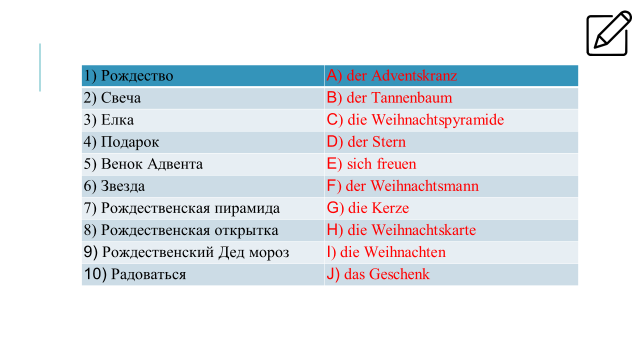 1) Рождество A) der Adventskranz
2) Свеча B) der Tannenbaum
3) Елка C) die Weihnachtspyramide
4) Подарок D) der Stern
5) Венок Адвента E) sich freuen
6) Звезда F) der Weihnachtsmann
7) Рождественская пирамида G) die Kerze
8) Рождественская открытка H) die Weihnachtskarte
9) Рождественский Дед мороз I) die Weihnachten
10) Радоваться J) das Geschenk